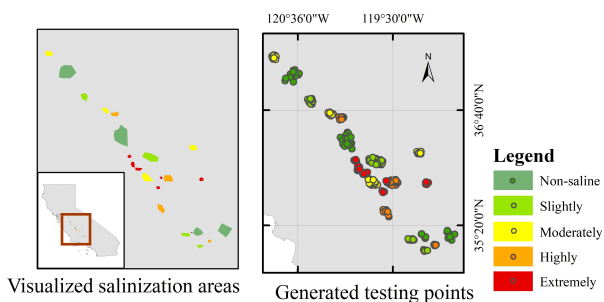 120°36'0"W 119°30'0"W
N
36°40'0"N
35°20'0"N
Legend
Non-saline
Slightly
Moderately
Highly
Extremely
Visualized salinization areas
Generated testing points